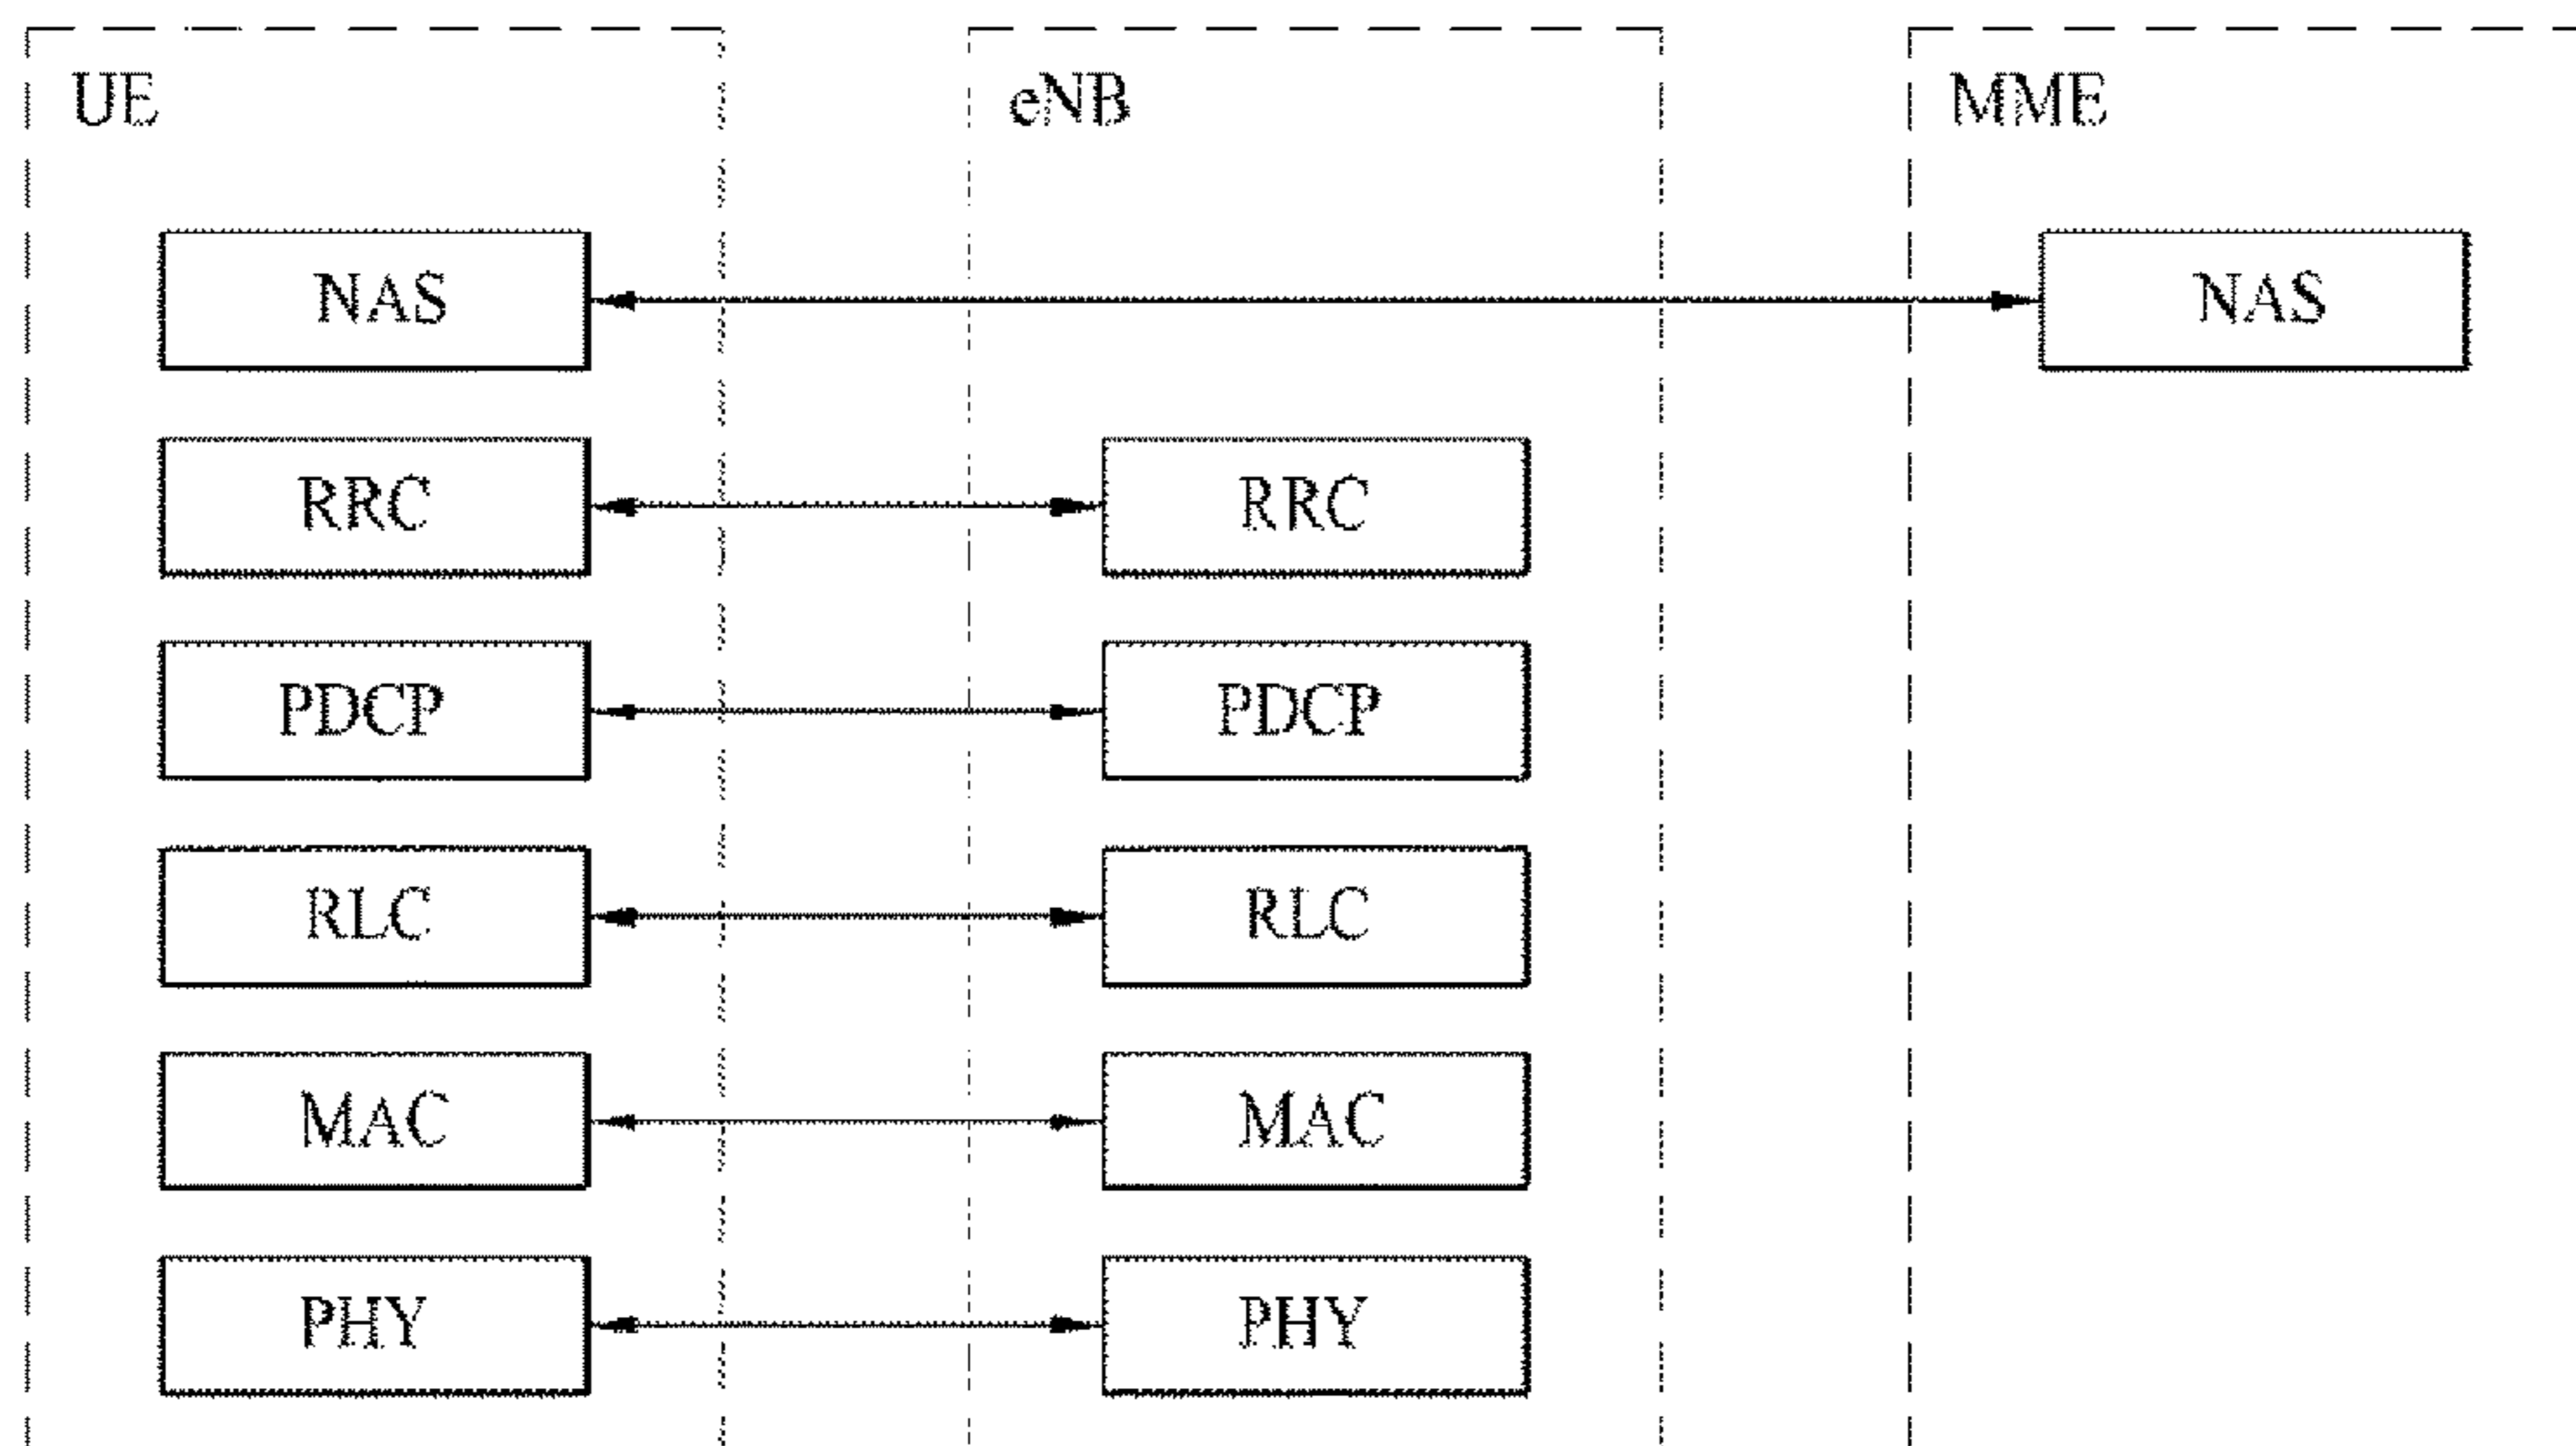 UE eNB MME
NAS NAS
RRC RRC
PDCP PDCP
RLC RLC
MAC MAC
PHY PHY